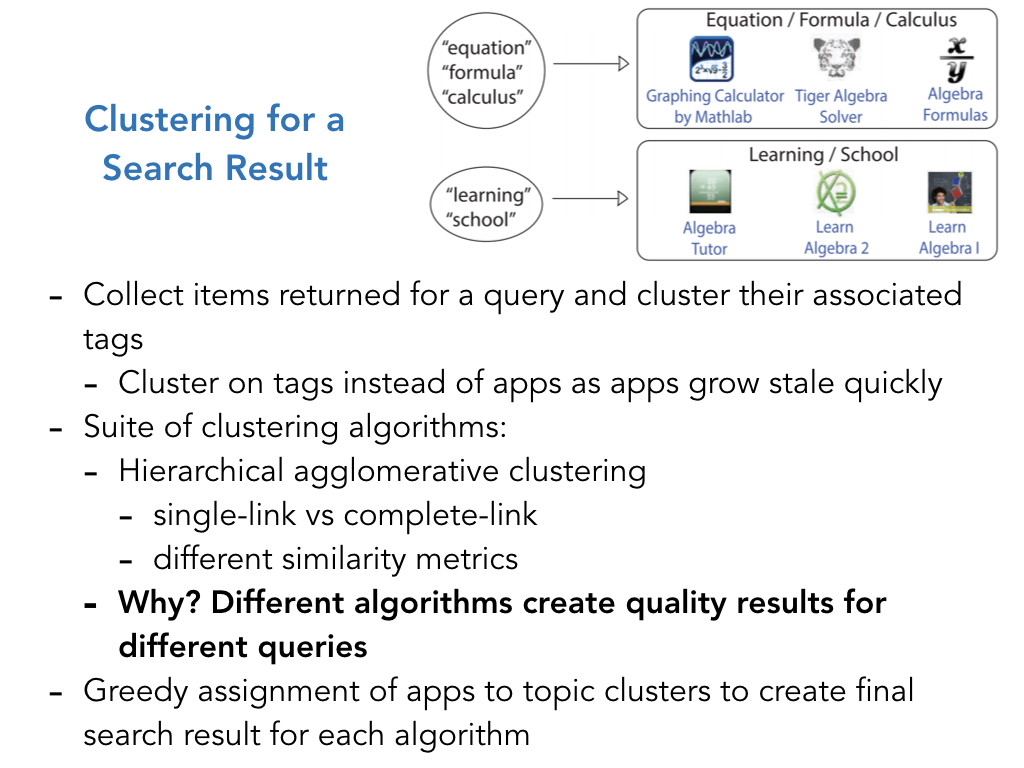 Clustering for a
Search Result
"equation"
"formula"
"calculus"
Equation / Formula / Calculus
Graphing Calculator
by Mathlab
Tiger Algebra
Solver
x
y
Algebra
Formulas
"learning"
"school"
Learning / School
Algebra
Tutor
Learn
Algebra 2
Learn
Algebra I
- Collect items returned for a query and cluster their associated
tags
- Cluster on tags instead of apps as apps grow stale quickly
- Suite of clustering algorithms:
- Hierarchical agglomerative clustering
- single-link vs complete-link
- different similarity metrics
- Why? Different algorithms create quality results for
different queries
- Greedy assignment of apps to topic clusters to create final
search result for each algorithm